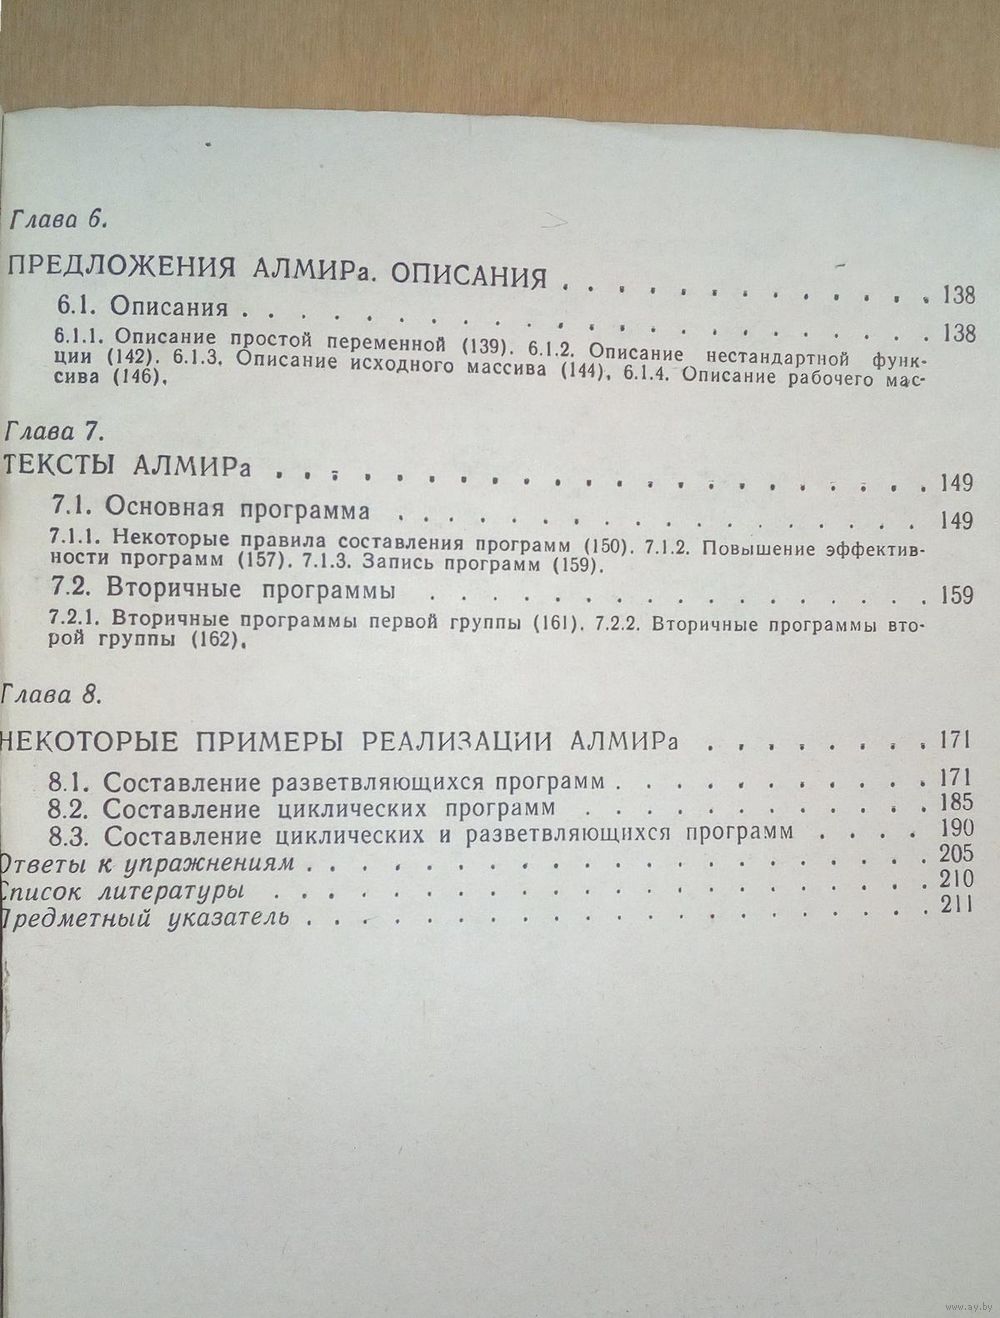 Глава 6.
ПРЕДЛОЖЕНИЯ АЛМИРа. ОПИСАНИЯ . . . . . . . . . . . . . 138
6.1. Описания . . . . . . . . . . . . . . . . . . . . . . . 138
6.1.1. Описание простой переменной (139). 6.1.2. Описание нестандартной функ-
ции (142). 6.1.3. Описание исходного массива (144). 6.1.4. Описание рабочего мас-
сива (146).
Глава 7.
ТЕКСТЫ АЛМИРа . . . . . . . . . . . . . . . . . . . . . . 149
7.1. Основная программа . . . . . . . . . . . . . . . . . . 149
7.1.1. Некоторые правила составления программ (150). 7.1.2. Повышение эффектив-
ности программ (157). 7.1.3. Запись программ (159).
7.2. Вторичные программы . . . . . . . . . . . . . . . . . 159
7.2.1. Вторичные программы первой группы (161). 7.2.2. Вторичные программы вто-
рой группы (162).
Глава 8.
НЕКОТОРЫЕ ПРИМЕРЫ РЕАЛИЗАЦИИ АЛМИРа . . . . . . . . 171
8.1. Составление разветвляющихся программ . . . . . . . . . . . 171
8.2. Составление циклических программ . . . . . . . . . . . . 185
8.3. Составление циклических и разветвляющихся программ . . . . 190
Ответы к упражнениям . . . . . . . . . . . . . . . . . . . . . 205
Список литературы . . . . . . . . . . . . . . . . . . . . . . . 210
Предметный указатель . . . . . . . . . . . . . . . . . . . . . 211
www.ay.by